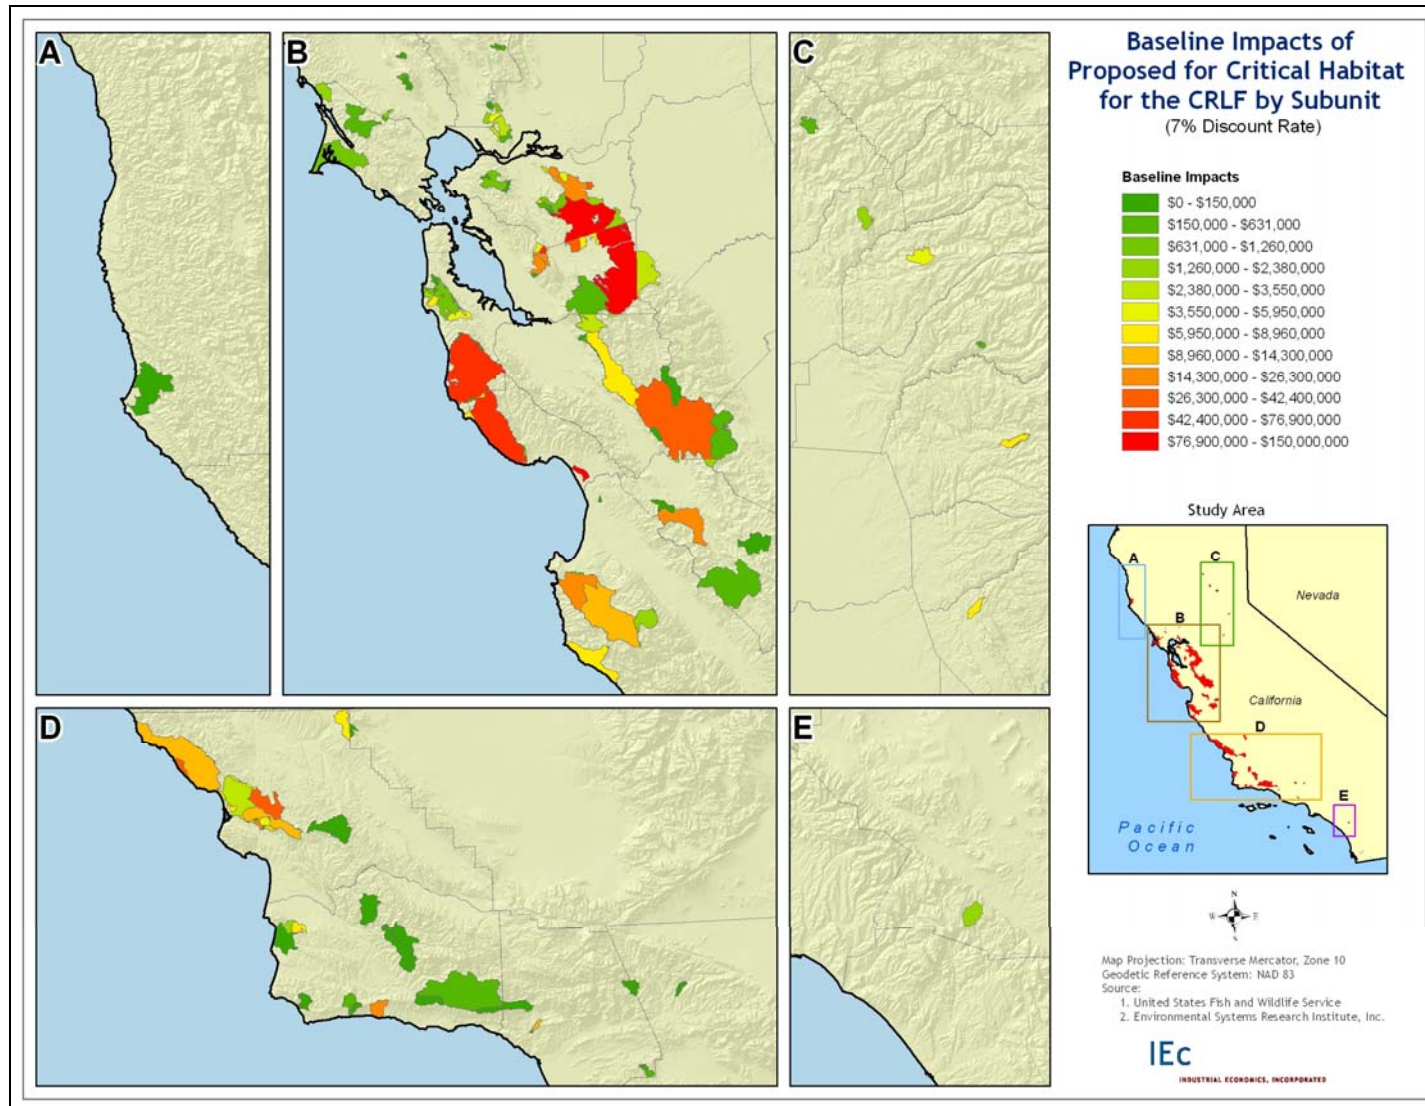 A
B
C
Baseline Impacts of
Proposed for Critical Habitat
for the CRLF by Subunit
(7% Discount Rate)
Baseline Impacts
$0 - $150,000
$150,000 - $631,000
$631,000 - $1,260,000
$1,260,000 - $2,380,000
$2,380,000 - $3,550,000
$3,550,000 - $5,950,000
$5,950,000 - $8,960,000
$8,960,000 - $14,300,000
$14,300,000 - $26,300,000
$26,300,000 - $42,400,000
$42,400,000 - $76,900,000
$76,900,000 - $150,000,000
Study Area
A
C
Nevada
B
California
D
E
Pacific
Ocean
D
E
N
W
E
S
Map Projection: Transverse Mercator, Zone 10
Geodetic Reference System: NAD 83
Source:
1. United States Fish and Wildlife Service
2. Environmental Systems Research Institute, Inc.
IEc
INDUSTRIAL ECONOMICS, INCORPORATED